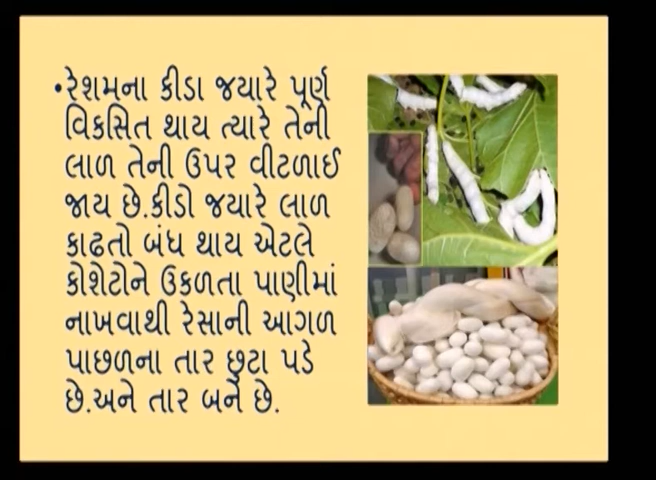 •રેશમના કીડા જયારે પૂર્ણ
વિકસિત થાય ત્યારે તેની
લાળ તેની ઉપર વીટળાઈ
જાય છે.કીડો જયારે લાળ
કાઢતો બંધ થાય એટલે
કોશેટોને ઉકળતા પાણીમાં
નાખવાથી રેસાની આગળ
પાછળના તાર છુટા પડે
છે.અને તાર બને છે.